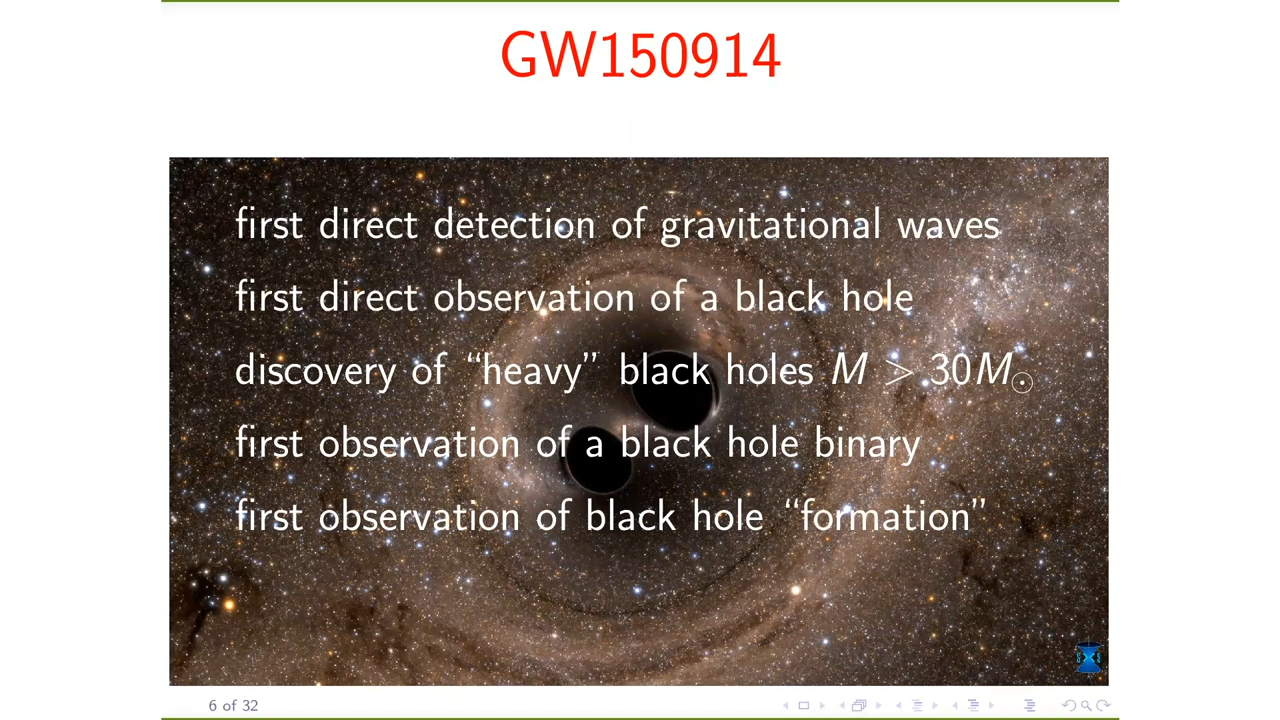 GW150914
first direct detection of gravitational waves
first direct observation of a black hole
discovery of “heavy” black holes M > 30M⊙
first observation of a black hole binary
first observation of black hole “formation”
6 of 32